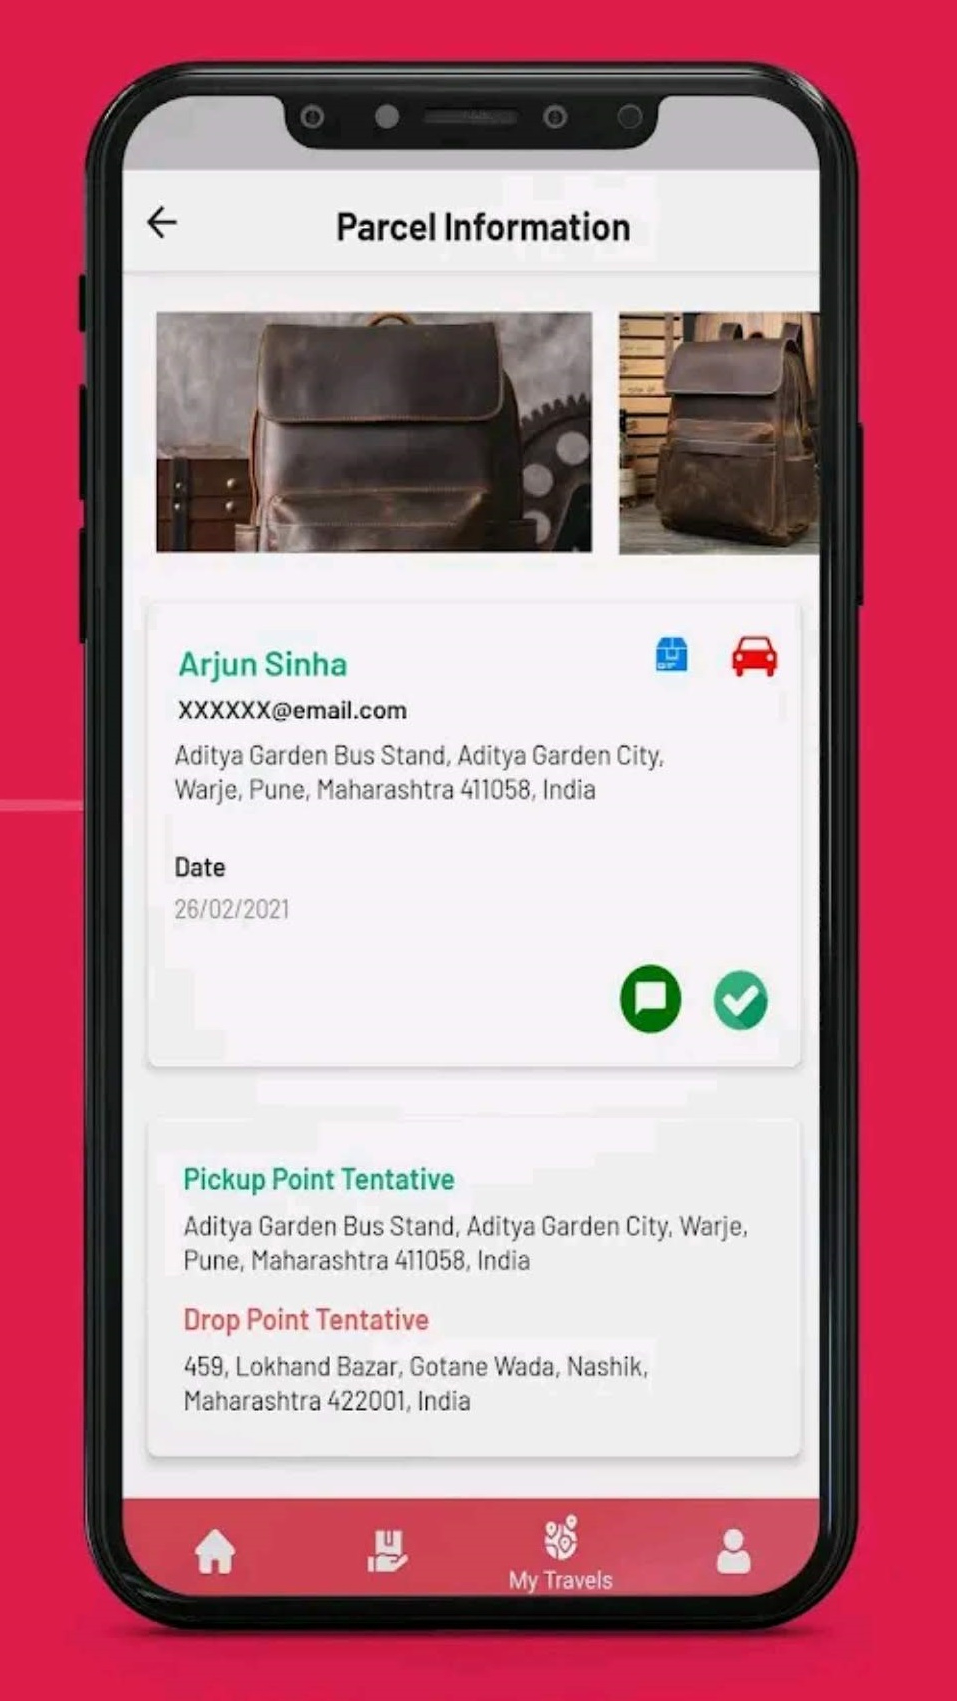 Parcel Information
Arjun Sinha
XXXXXX@email.com
Aditya Garden Bus Stand, Aditya Garden City,
Warje, Pune, Maharashtra 411058, India
Date
26/02/2021
Pickup Point Tentative
Aditya Garden Bus Stand, Aditya Garden City, Warje,
Pune, Maharashtra 411058, India
Drop Point Tentative
459, Lokhand Bazar, Gotane Wada, Nashik,
Maharashtra 422001, India
My Travels